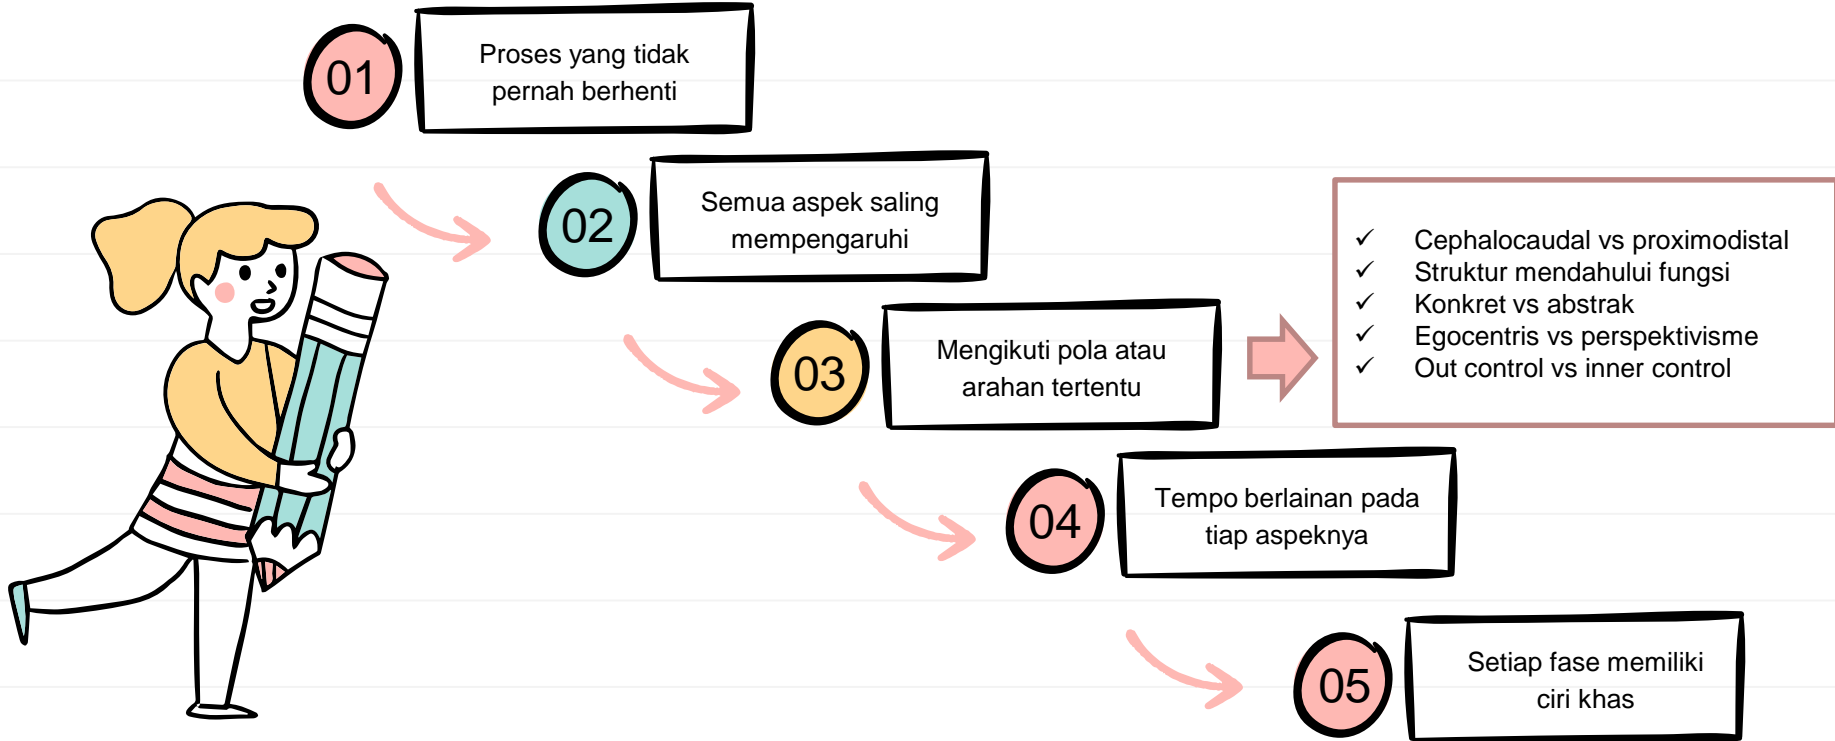 01
Proses yang tidak
pernah berhenti
02
Semua aspek saling
mempengaruhi
03
Mengikuti pola atau
arahan tertentu
✓ Cephalocaudal vs proximodistal
✓ Struktur mendahului fungsi
✓ Konkret vs abstrak
✓ Egocentris vs perspektivisme
✓ Out control vs inner control
04
Tempo berlainan pada
tiap aspeknya
05
Setiap fase memiliki
ciri khas